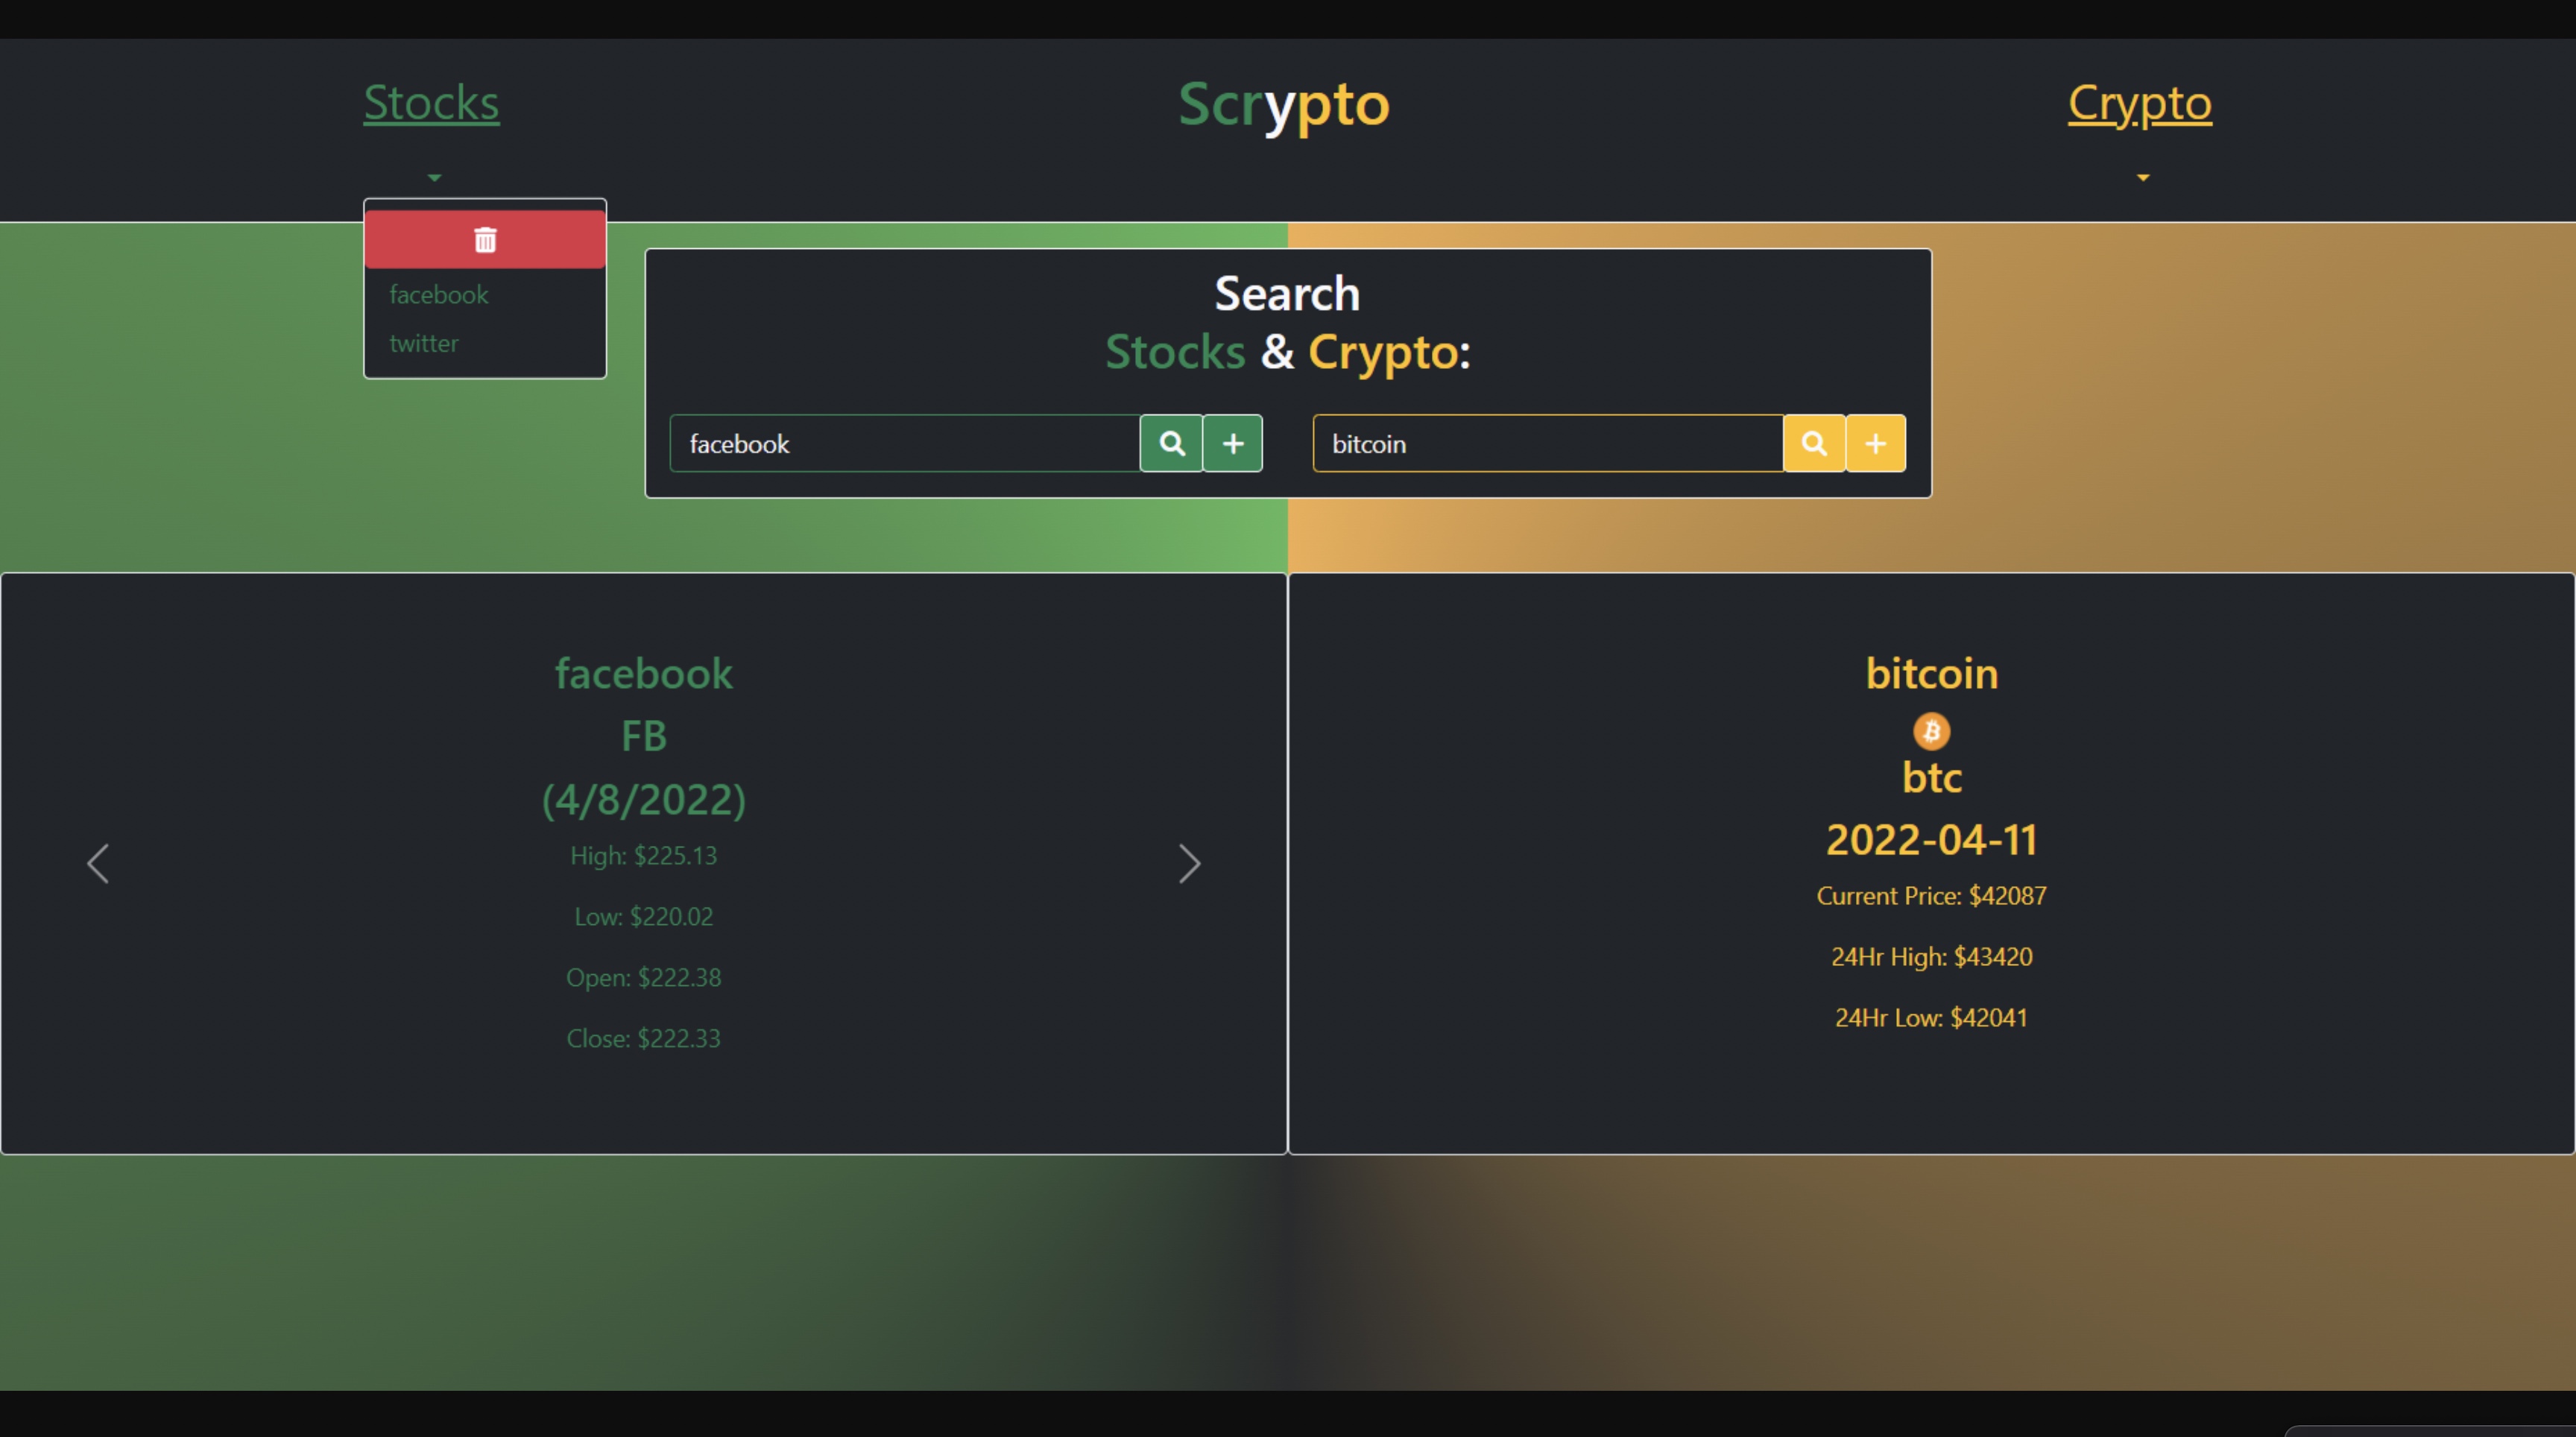 Stocks
Scrypto
Crypto
facebook
twitter
Search
Stocks & Crypto:
facebook
bitcoin
facebook
FB
(4/8/2022)
High: $225.13
Low: $220.02
Open: $222.38
Close: $222.33
bitcoin
btc
2022-04-11
Current Price: $42087
24Hr High: $43420
24Hr Low: $42041